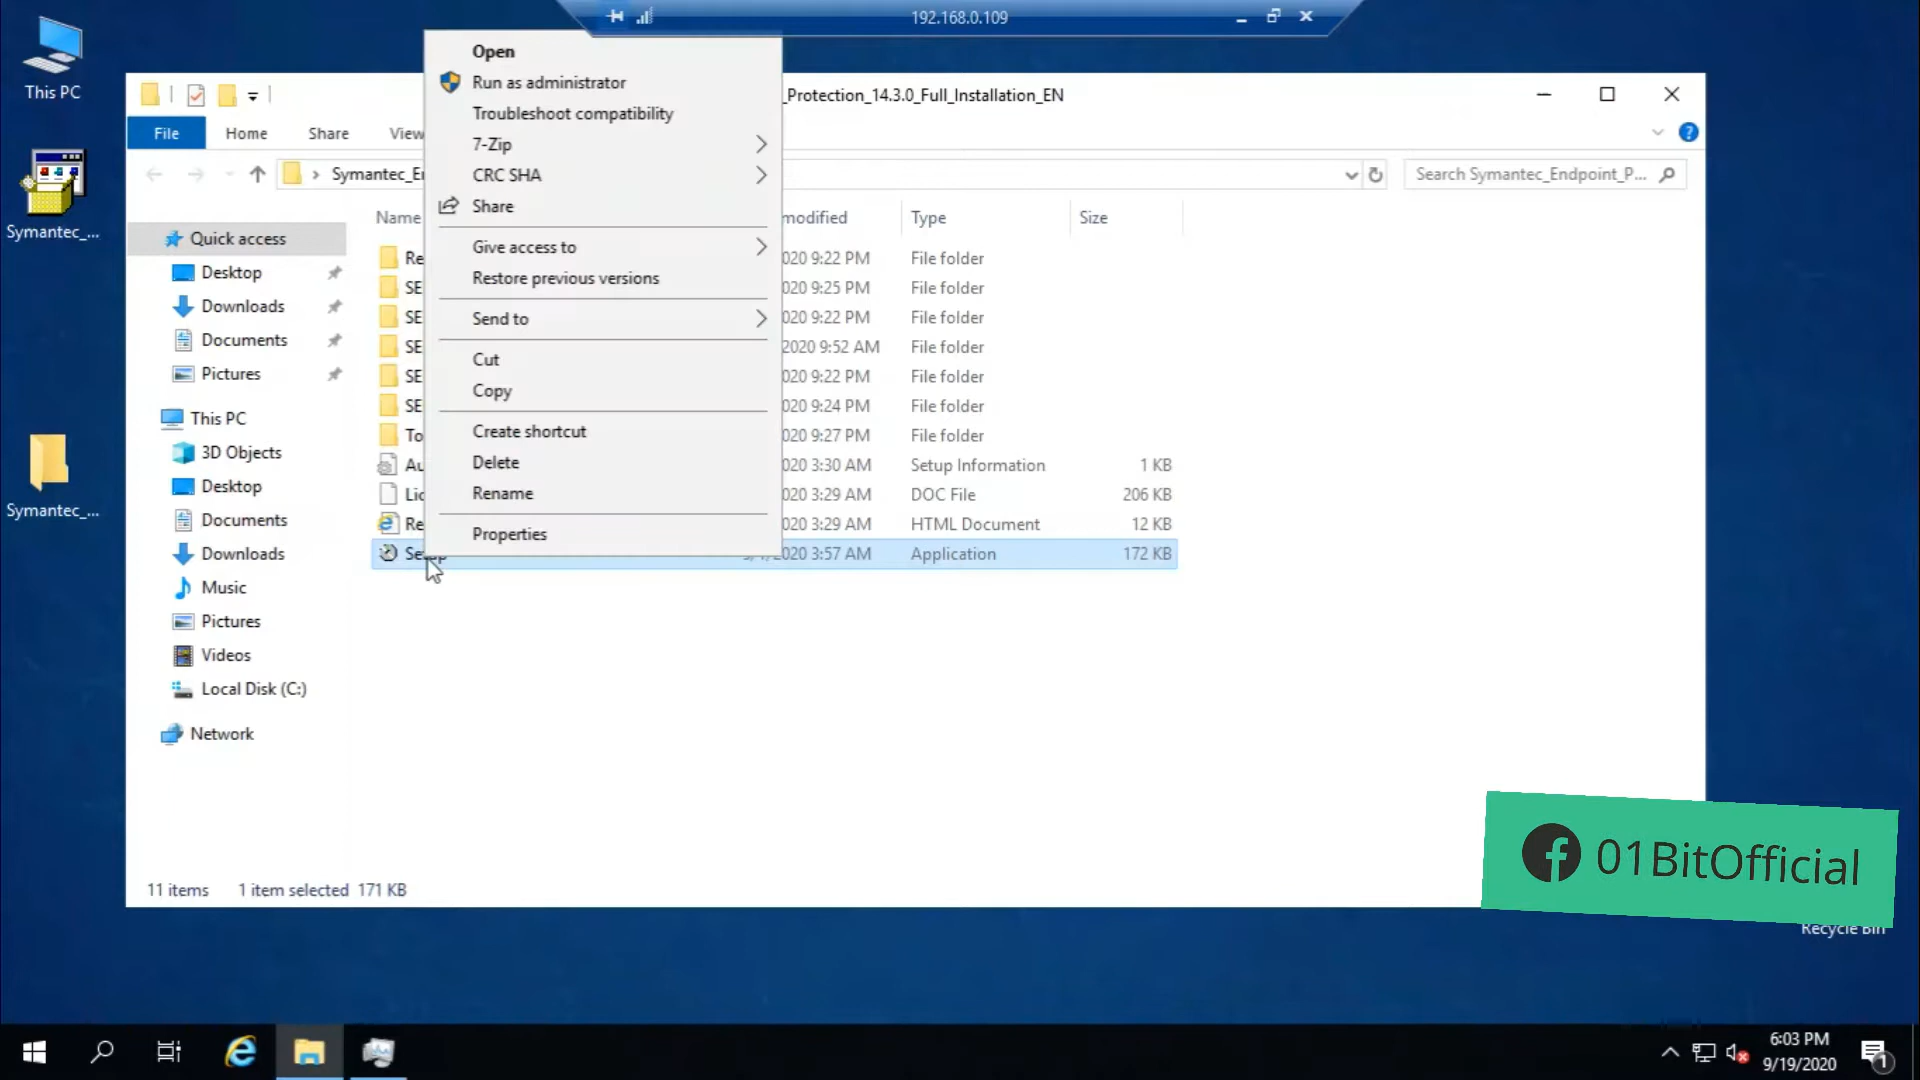 192.168.0.109
This PC
Symantec_...
Symantec_...
Recycle Bin
_Protection_14.3.0_Full_Installation_EN
File
Home
Share
View
Symantec_En
Search Symantec_Endpoint_P...
Name
modified
Type
Size
Quick access
Desktop
Downloads
Documents
Pictures
This PC
3D Objects
Desktop
Documents
Downloads
Music
Pictures
Videos
Local Disk (C:)
Network
Re
020 9:22 PM
File folder
SE
020 9:25 PM
File folder
SE
020 9:22 PM
File folder
SE
2020 9:52 AM
File folder
SE
020 9:22 PM
File folder
SE
020 9:24 PM
File folder
To
020 9:27 PM
File folder
Au
020 3:30 AM
Setup Information
1 KB
Lic
020 3:29 AM
DOC File
206 KB
Re
020 3:29 AM
HTML Document
12 KB
Setup
2020 3:57 AM
Application
172 KB
Open
Run as administrator
Troubleshoot compatibility
7-Zip
CRC SHA
Share
Give access to
Restore previous versions
Send to
Cut
Copy
Create shortcut
Delete
Rename
Properties
11 items
1 item selected 171 KB
01BitOfficial
6:03 PM
9/19/2020
1